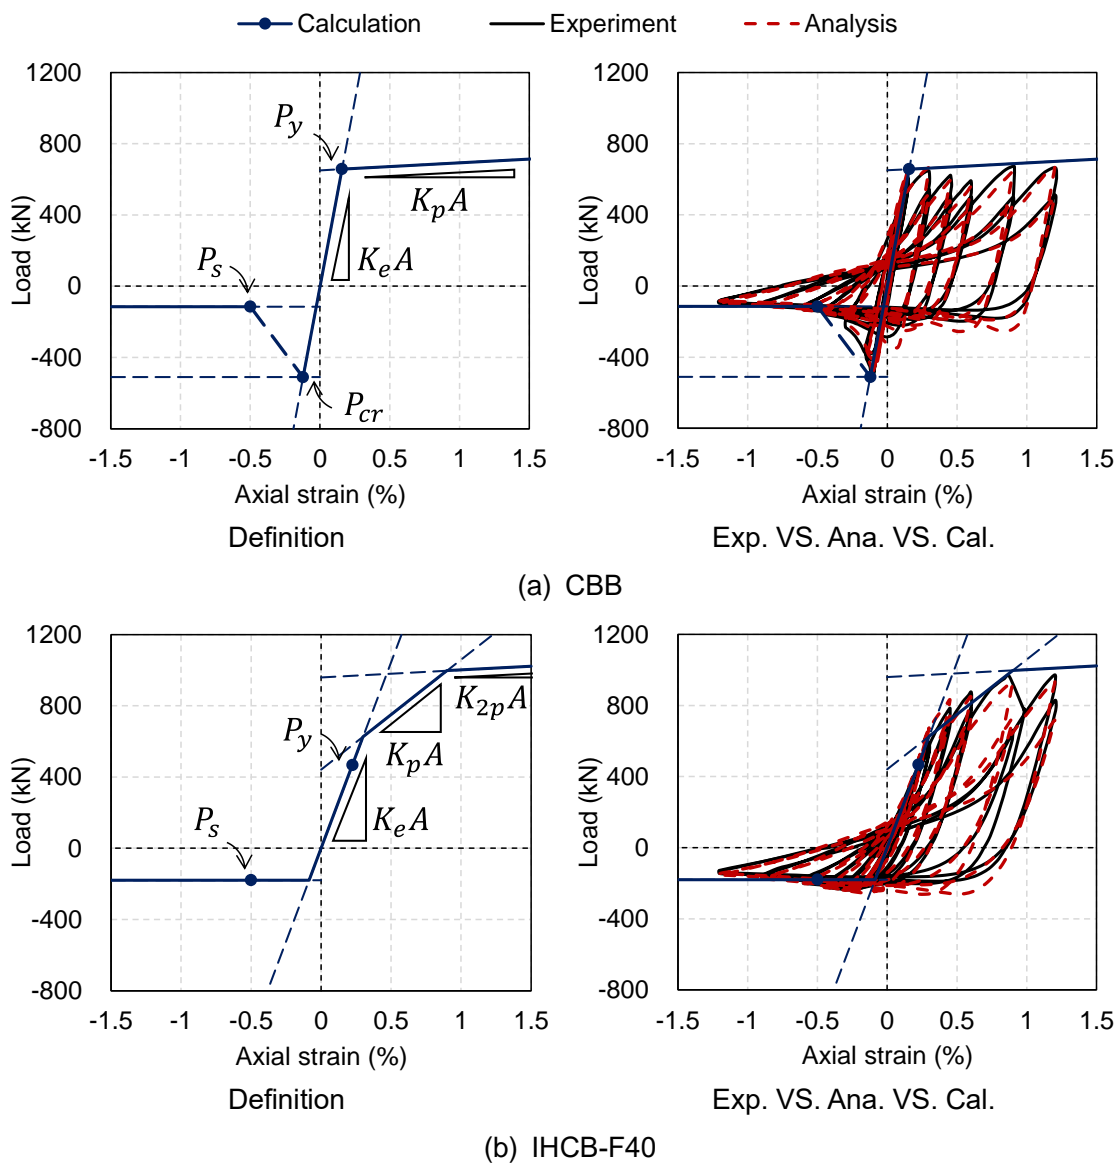 Calculation Experiment Analysis
1200 1200
800 800
400 400
0 0
-400 -400
-800 -800
Load (kN) Load (kN)
P_y
K_pA
P_s
K_eA
P_cr
-1.5 -1 -0.5 0 0.5 1 1.5 -1.5 -1 -0.5 0 0.5 1 1.5
Axial strain (%) Axial strain (%)
Definition Exp. VS. Ana. VS. Cal.
(a) CBB
1200 1200
800 800
400 400
0 0
-400 -400
-800 -800
Load (kN) Load (kN)
K_2pA
P_y
K_pA
P_s
K_eA
-1.5 -1 -0.5 0 0.5 1 1.5 -1.5 -1 -0.5 0 0.5 1 1.5
Axial strain (%) Axial strain (%)
Definition Exp. VS. Ana. VS. Cal.
(b) IHCB-F40